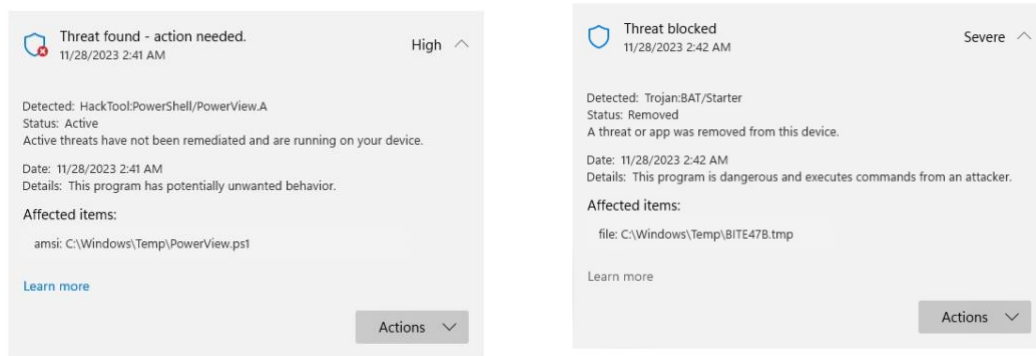 Threat found - action needed.
11/28/2023 2:41 AM
High
Detected: HackTool:PowerShell/PowerView.A
Status: Active
Active threats have not been remediated and are running on your device.
Date: 11/28/2023 2:41 AM
Details: This program has potentially unwanted behavior.
Affected items:
amsi: C:\Windows\Temp\PowerView.ps1
Learn more
Actions
Threat blocked
11/28/2023 2:42 AM
Severe
Detected: Trojan:BAT/Starter
Status: Removed
A threat or app was removed from this device.
Date: 11/28/2023 2:42 AM
Details: This program is dangerous and executes commands from an attacker.
Affected items:
file: C:\Windows\Temp\BITE47B.tmp
Learn more
Actions